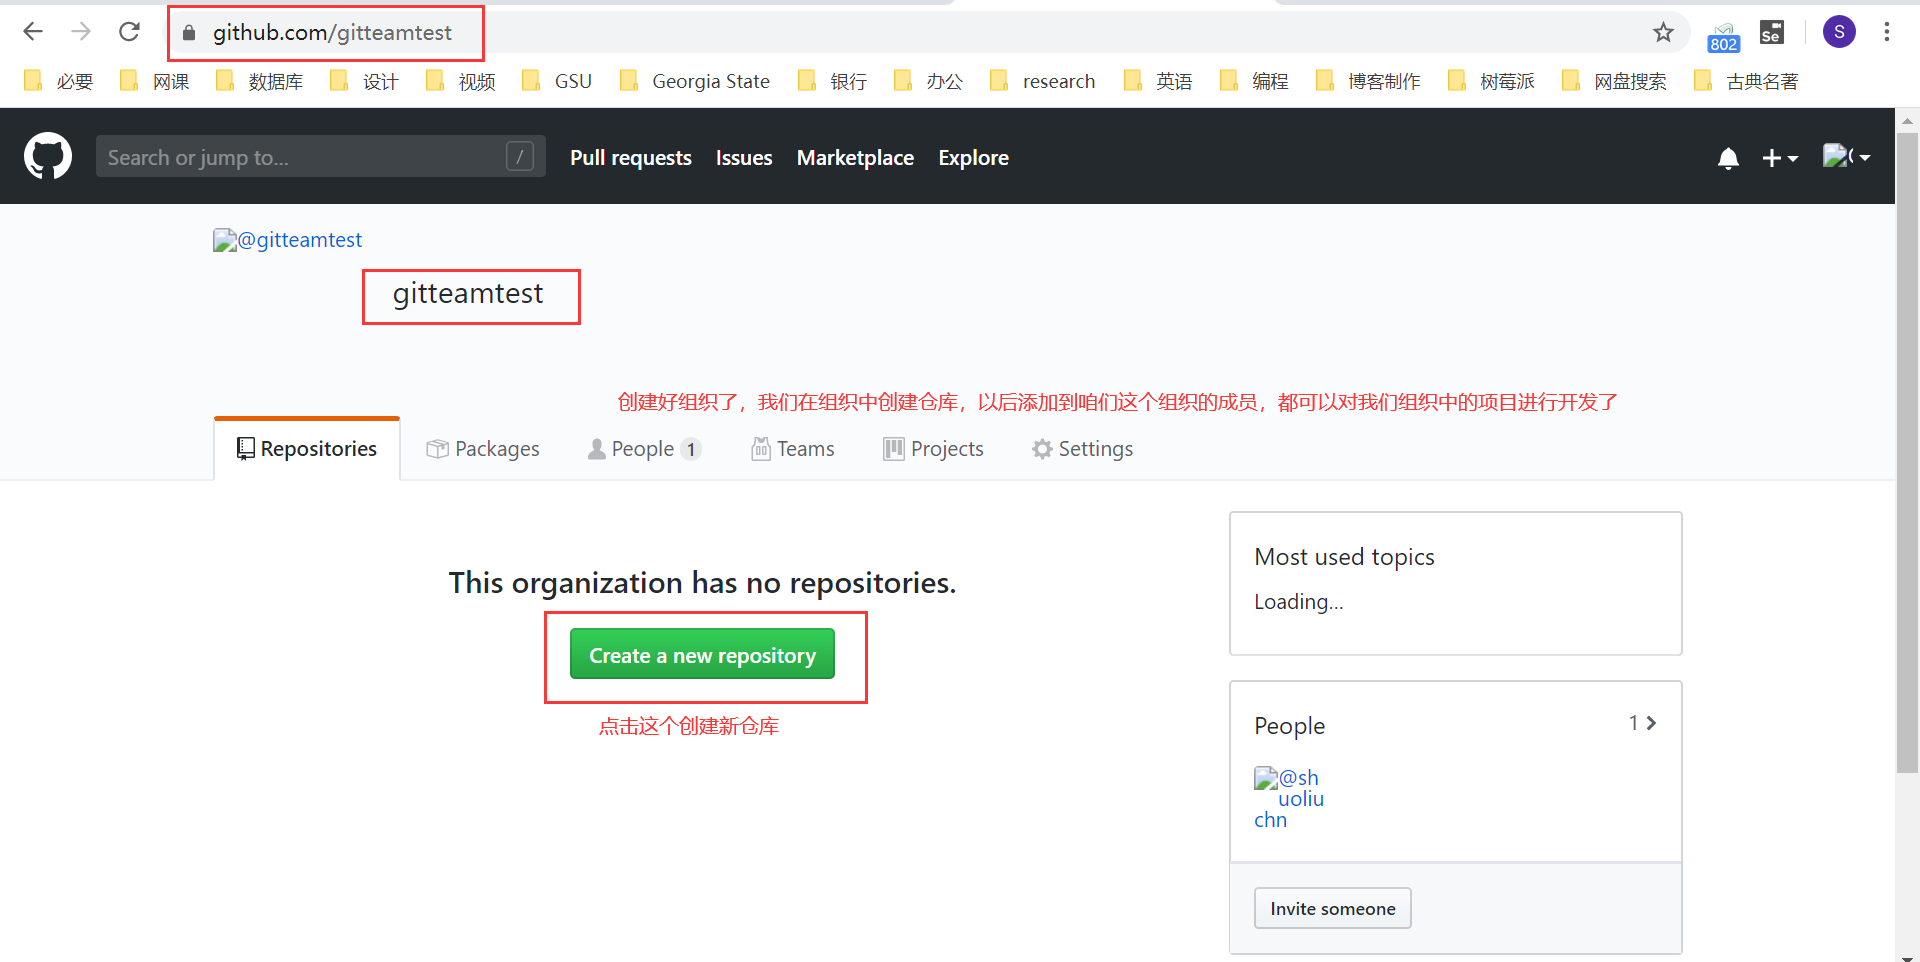 github.com/gitteamtest
802
Se
S
必要 网课 数据库 设计 视频 GSU Georgia State 银行 办公 research 英语 编程 博客制作 树莓派 网盘搜索 古典名著
Search or jump to... / Pull requests Issues Marketplace Explore
@gitteamtest
gitteamtest
创建好组织了，我们在组织中创建仓库，以后添加到咱们这个组织的成员，都可以对我们组织中的项目进行开发了
Repositories Packages People 1 Teams Projects Settings
This organization has no repositories.
Create a new repository
点击这个创建新仓库
Most used topics
Loading...
People 1
@sh
uoliu
chn
Invite someone